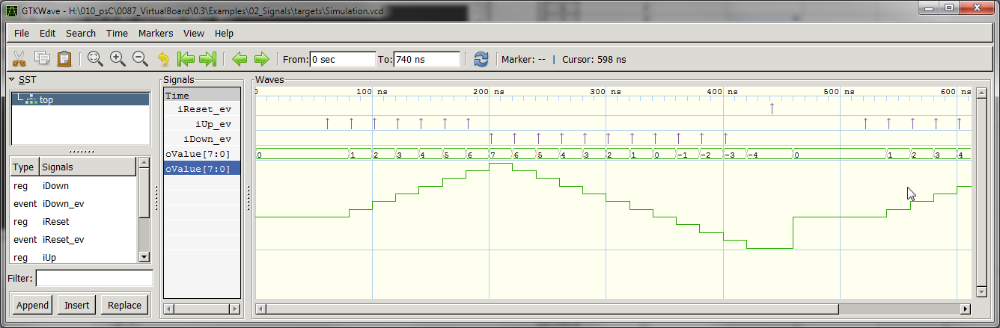 GTKWave - H:\010_psC\0087_VirtualBoard\0.3\Examples\02_Signals\targets\Simulation.vcd
File Edit Search Time Markers View Help
From: 0 sec To: 740 ns Marker: -- | Cursor: 598 ns
SST
top
Type Signals
reg iDown
event iDown_ev
reg iReset
event iReset_ev
reg iUp
Filter:
Append Insert Replace
Signals
Time
iReset_ev
iUp_ev
iDown_ev
oValue[7:0]
oValue[7:0]
Waves
0 100 ns 200 ns 300 ns 400 ns 500 ns 600 ns
0 1 2 3 4 5 6 7 6 5 4 3 2 1 0 -1 -2 -3 -4 0 1 2 3 4